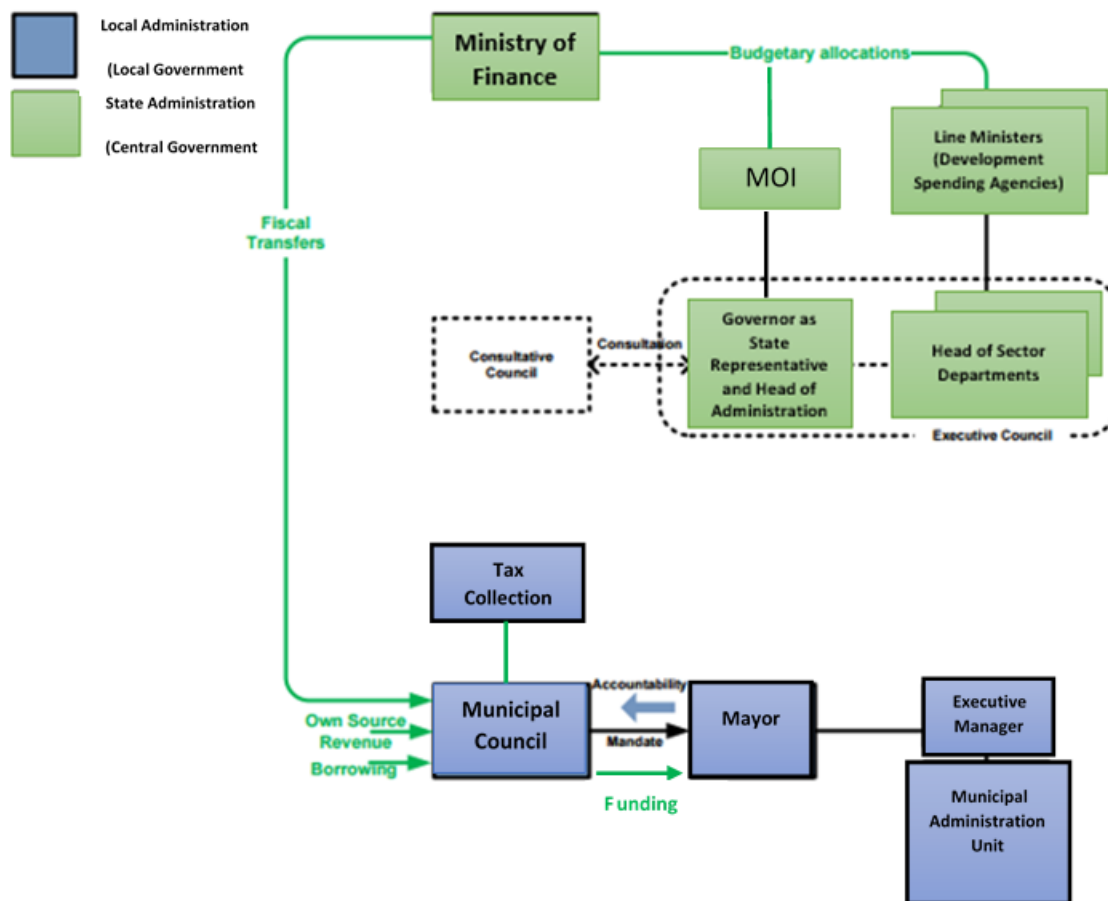 Local Administration
(Local Government
State Administration
(Central Government
Ministry of
Finance
Budgetary allocations
Line Ministers
(Development
Spending Agencies)
MOI
Fiscal
Transfers
Governor as
State
Representative
and Head of
Administration
Consultation
Consultative
Council
Head of Sector
Departments
Executive Council
Tax
Collection
Own Source
Revenue
Borrowing
Municipal
Council
Accountability
Mandate
Funding
Mayor
Executive
Manager
Municipal
Administration
Unit